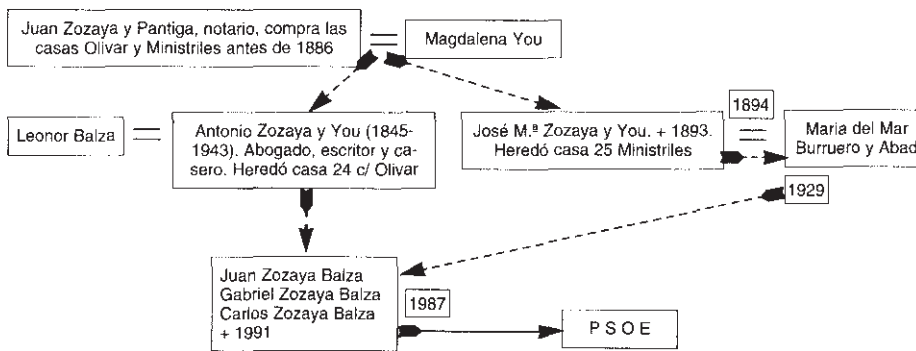 Juan Zozaya y Pantiga, notario, compra las
casas Olivar y Ministriles antes de 1886
Magdalena You
Leonor Balza
Antonio Zozaya y You (1845-
1943). Abogado, escritor y ca-
sero. Heredó casa 24 c/ Olivar
José M.ª Zozaya y You. + 1893.
Heredó casa 25 Ministriles
1894
Maria del Mar
Burruero y Abad
1929
Juan Zozaya Balza
Gabriel Zozaya Balza
Carlos Zozaya Balza
+ 1991
1987
P S O E